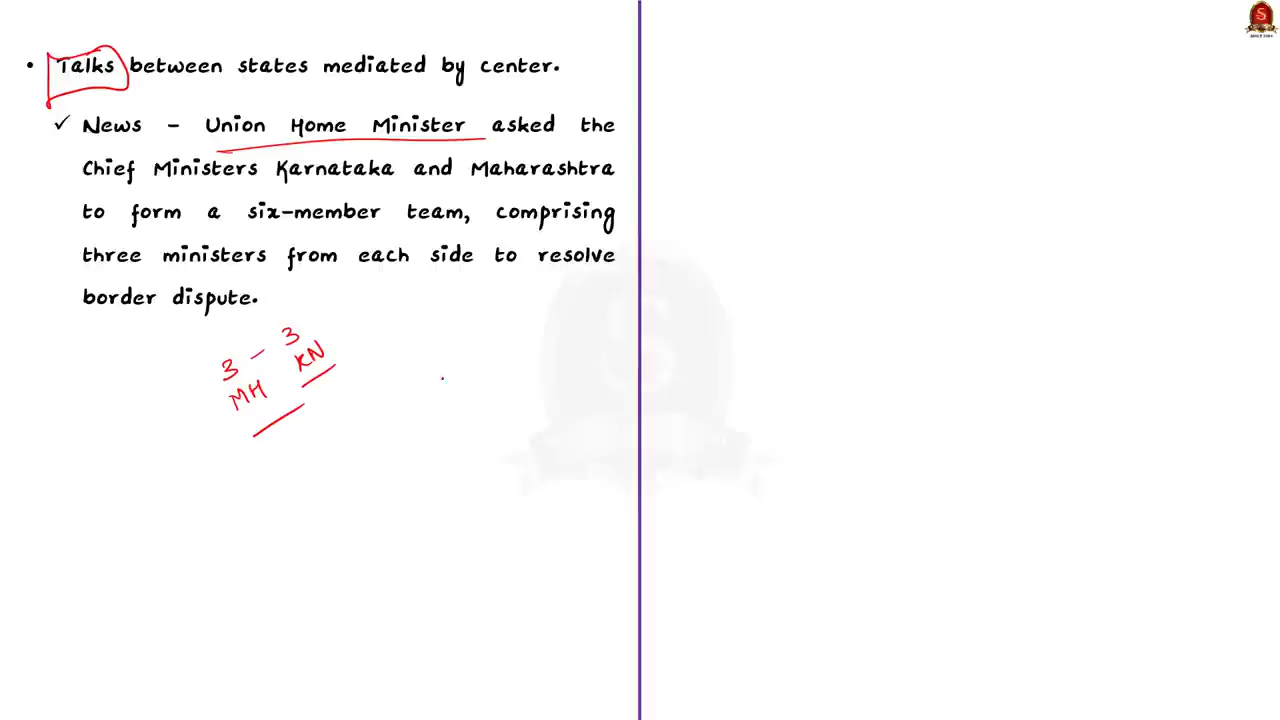 • Talks between states mediated by center.
✓ News – Union Home Minister asked the
Chief Ministers Karnataka and Maharashtra
to form a six-member team, comprising
three ministers from each side to resolve
border dispute.
3 – 3
MH KN